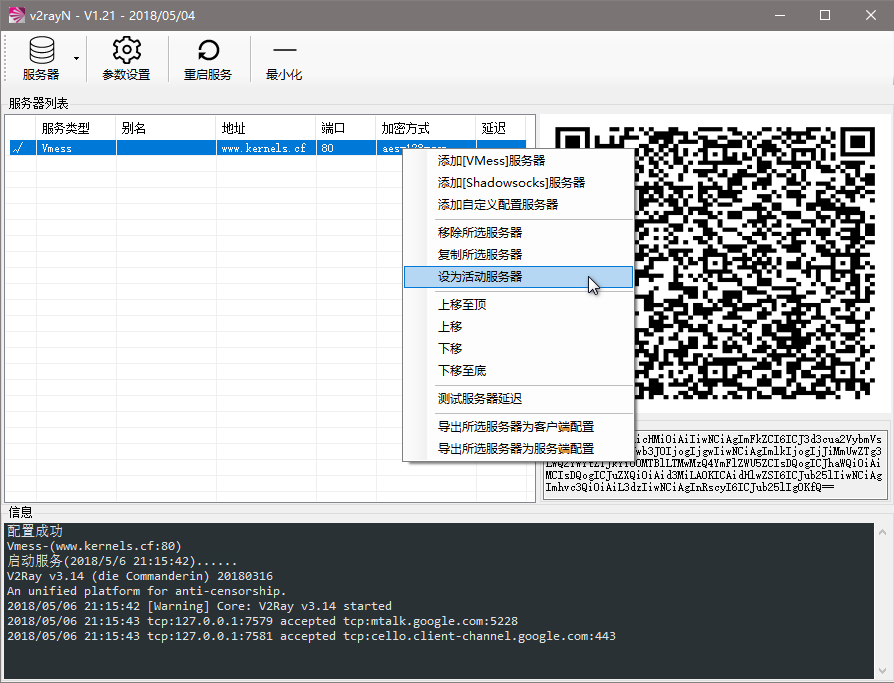 v2rayN - V1.21 - 2018/05/04
服务器
参数设置
重启服务
最小化
服务器列表
服务类型 别名 地址 端口 加密方式 延迟
Vmess www.kernels.cf 80
添加[VMess]服务器
添加[Shadowsocks]服务器
添加自定义配置服务器
移除所选服务器
复制所选服务器
设为活动服务器
上移至顶
上移
下移
下移至底
测试服务器延迟
导出所选服务器为客户端配置
导出所选服务器为服务端配置
icHMiOiAiIiwNCiAgImFkZCI6ICJ3d3cua2VybmVs
MCIsDQogICJuZXQiOiAid3MiLA0KICAidHlwZSI6ICJub25lIiwNCiAg
Imhvc3QiOiAiL3dzIiwNCiAgInRscyI6ICJub25lIg0KfQ==
信息
配置成功
Vmess-(www.kernels.cf:80)
启动服务(2018/5/6 21:15:42)......
V2Ray v3.14 (die Commanderin) 20180316
An unified platform for anti-censorship.
2018/05/06 21:15:42 [Warning] Core: V2Ray v3.14 started
2018/05/06 21:15:43 tcp:127.0.0.1:7579 accepted tcp:mtalk.google.com:5228
2018/05/06 21:15:43 tcp:127.0.0.1:7581 accepted tcp:cello.client-channel.google.com:443